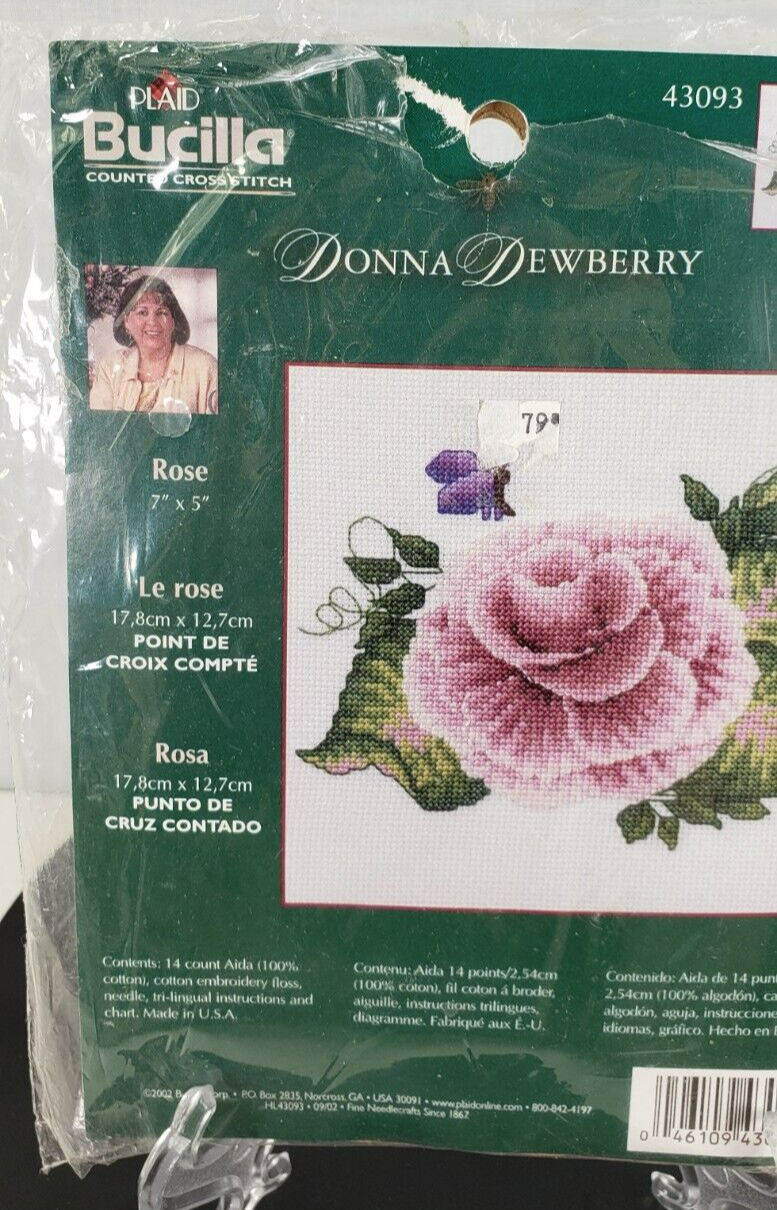 PLAID
Bucilla®
COUNTED CROSS STITCH
43093
DONNA DEWBERRY
79
Rose
7" x 5"
Le rose
17,8cm x 12,7cm
POINT DE
CROIX COMPTÉ
Rosa
17,8cm x 12,7cm
PUNTO DE
CRUZ CONTADO
Contents: 14 count Aida (100%
cotton), cotton embroidery floss,
needle, tri-lingual instructions and
chart. Made in U.S.A.
Contenu: Aida 14 points/2,54cm
(100% coton), fil coton á broder,
aiguille, instructions trilingues,
diagramme. Fabriqué aux É.-U.
Contenido: Aida de 14
2,54cm (100% algodón),
algodón, aguja,
idiomas, gráfico. Hecho en
©2002 • P.O. Box 2835, Norcross, GA • USA 30091 • www.plaidonline.com • 800-842-4197
HL43093 • 09/02 • Fine Needlecrafts Since 1867
0 46109